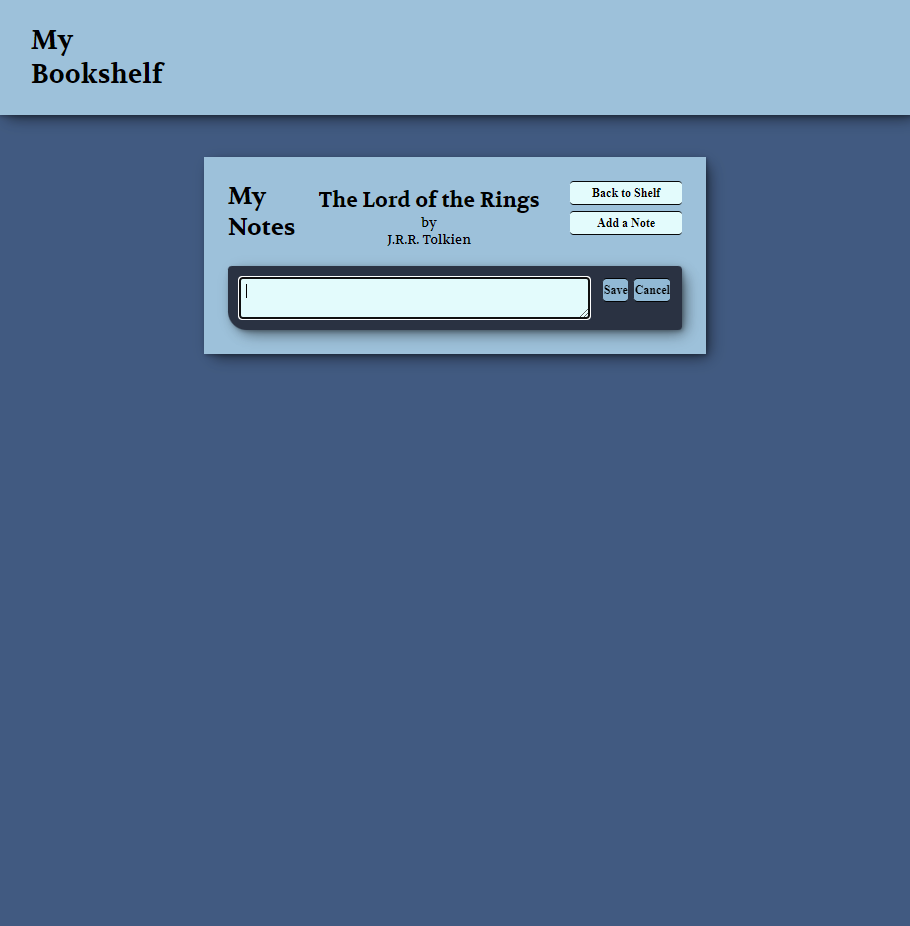 My
Bookshelf
My
Notes
The Lord of the Rings
by
J.R.R. Tolkien
Back to Shelf
Add a Note
Save Cancel